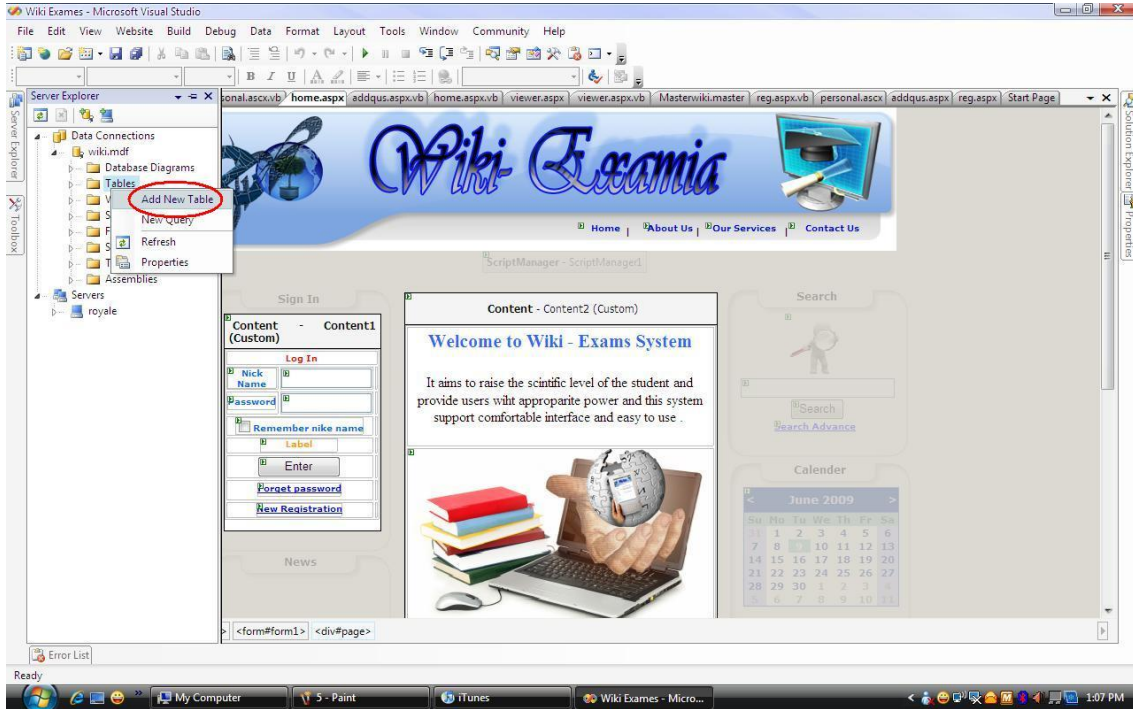 Wiki Exames - Microsoft Visual Studio
File Edit View Website Build Debug Data Format Layout Tools Window Community Help
B I U A
Server Explorer
sonal.ascx.vb home.aspx addqus.aspx.vb home.aspx.vb viewer.aspx viewer.aspx.vb Masterwiki.master reg.aspx.vb personal.ascx addqus.aspx reg.aspx Start Page
Server Explorer
Toolbox
Solution Explorer
Properties
Data Connections
wiki.mdf
Database Diagrams
Tables
V
S
F
S
T
Assemblies
Servers
royale
Add New Table
New Query
Refresh
Properties
Wiki- Examia
Home | About Us | Our Services | Contact Us
ScriptManager - ScriptManager1
Sign In
Content - Content1
(Custom)
Log In
Nick
Name
Password
Remember nike name
Label
Enter
Forget password
New Registration
News
Content - Content2 (Custom)
Welcome to Wiki - Exams System
It aims to raise the scintific level of the student and
provide users wiht approparite power and this system
support comfortable interface and easy to use .
Search
Search
Search Advance
Calender
< June 2009 >
Su Mo Tu We Th Fr Sa
31 1 2 3 4 5 6
7 8 9 10 11 12 13
14 15 16 17 18 19 20
21 22 23 24 25 26 27
28 29 30 1 2 3 4
5 6 7 8 9 10 11
> <form#form1> <div#page>
Error List
Ready
My Computer 5 - Paint iTunes Wiki Exames - Micro... 1:07 PM